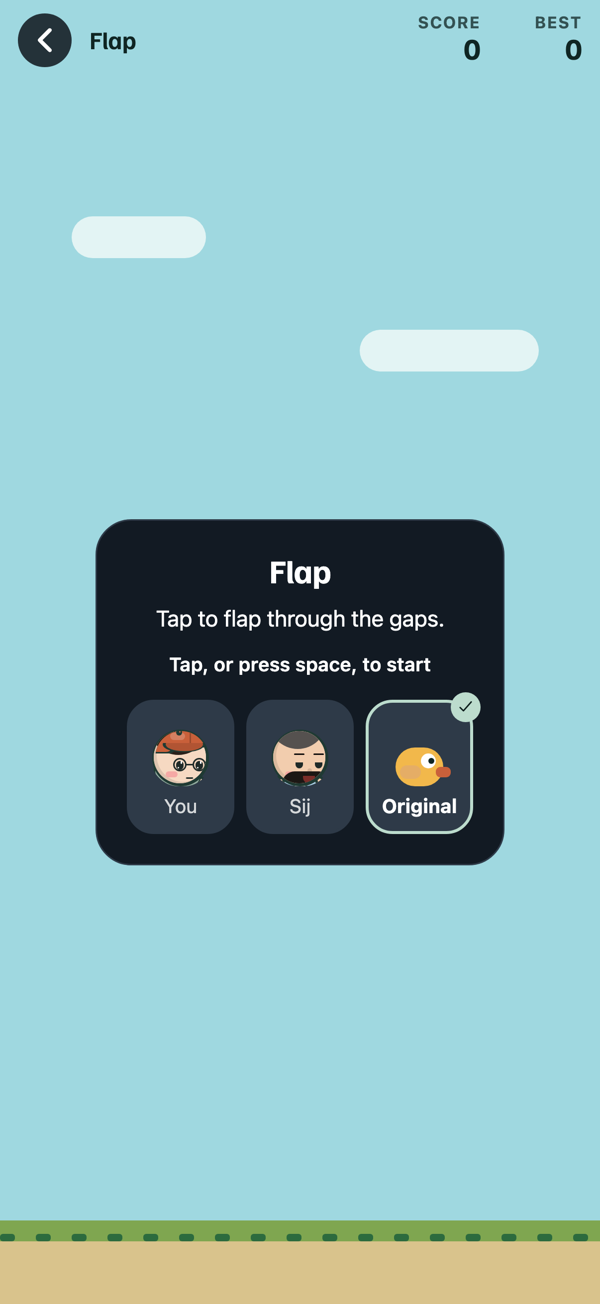 Flap
SCORE
0
BEST
0
Flap
Tap to flap through the gaps.
Tap, or press space, to start
You
Sij
Original